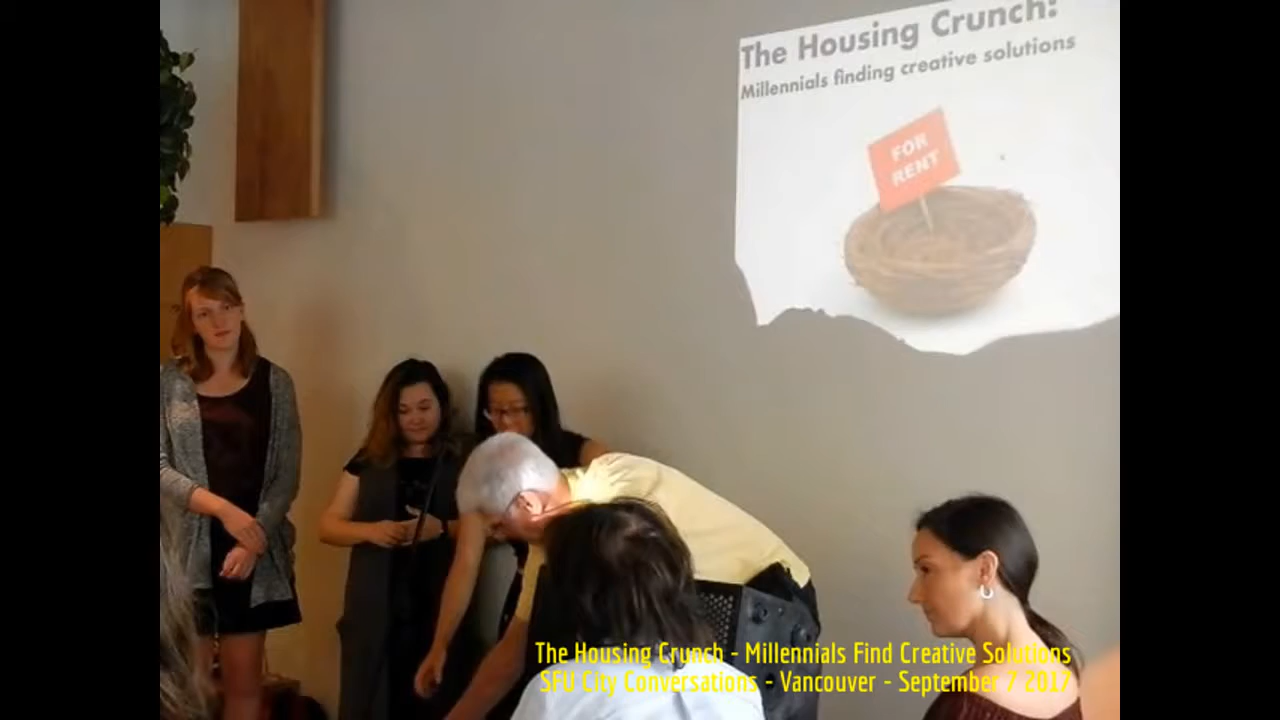 The Housing Crunch:
Millennials finding creative solutions
FOR
RENT
The Housing Crunch - Millennials Find Creative Solutions
SFU City Conversations - Vancouver - September 7 2017